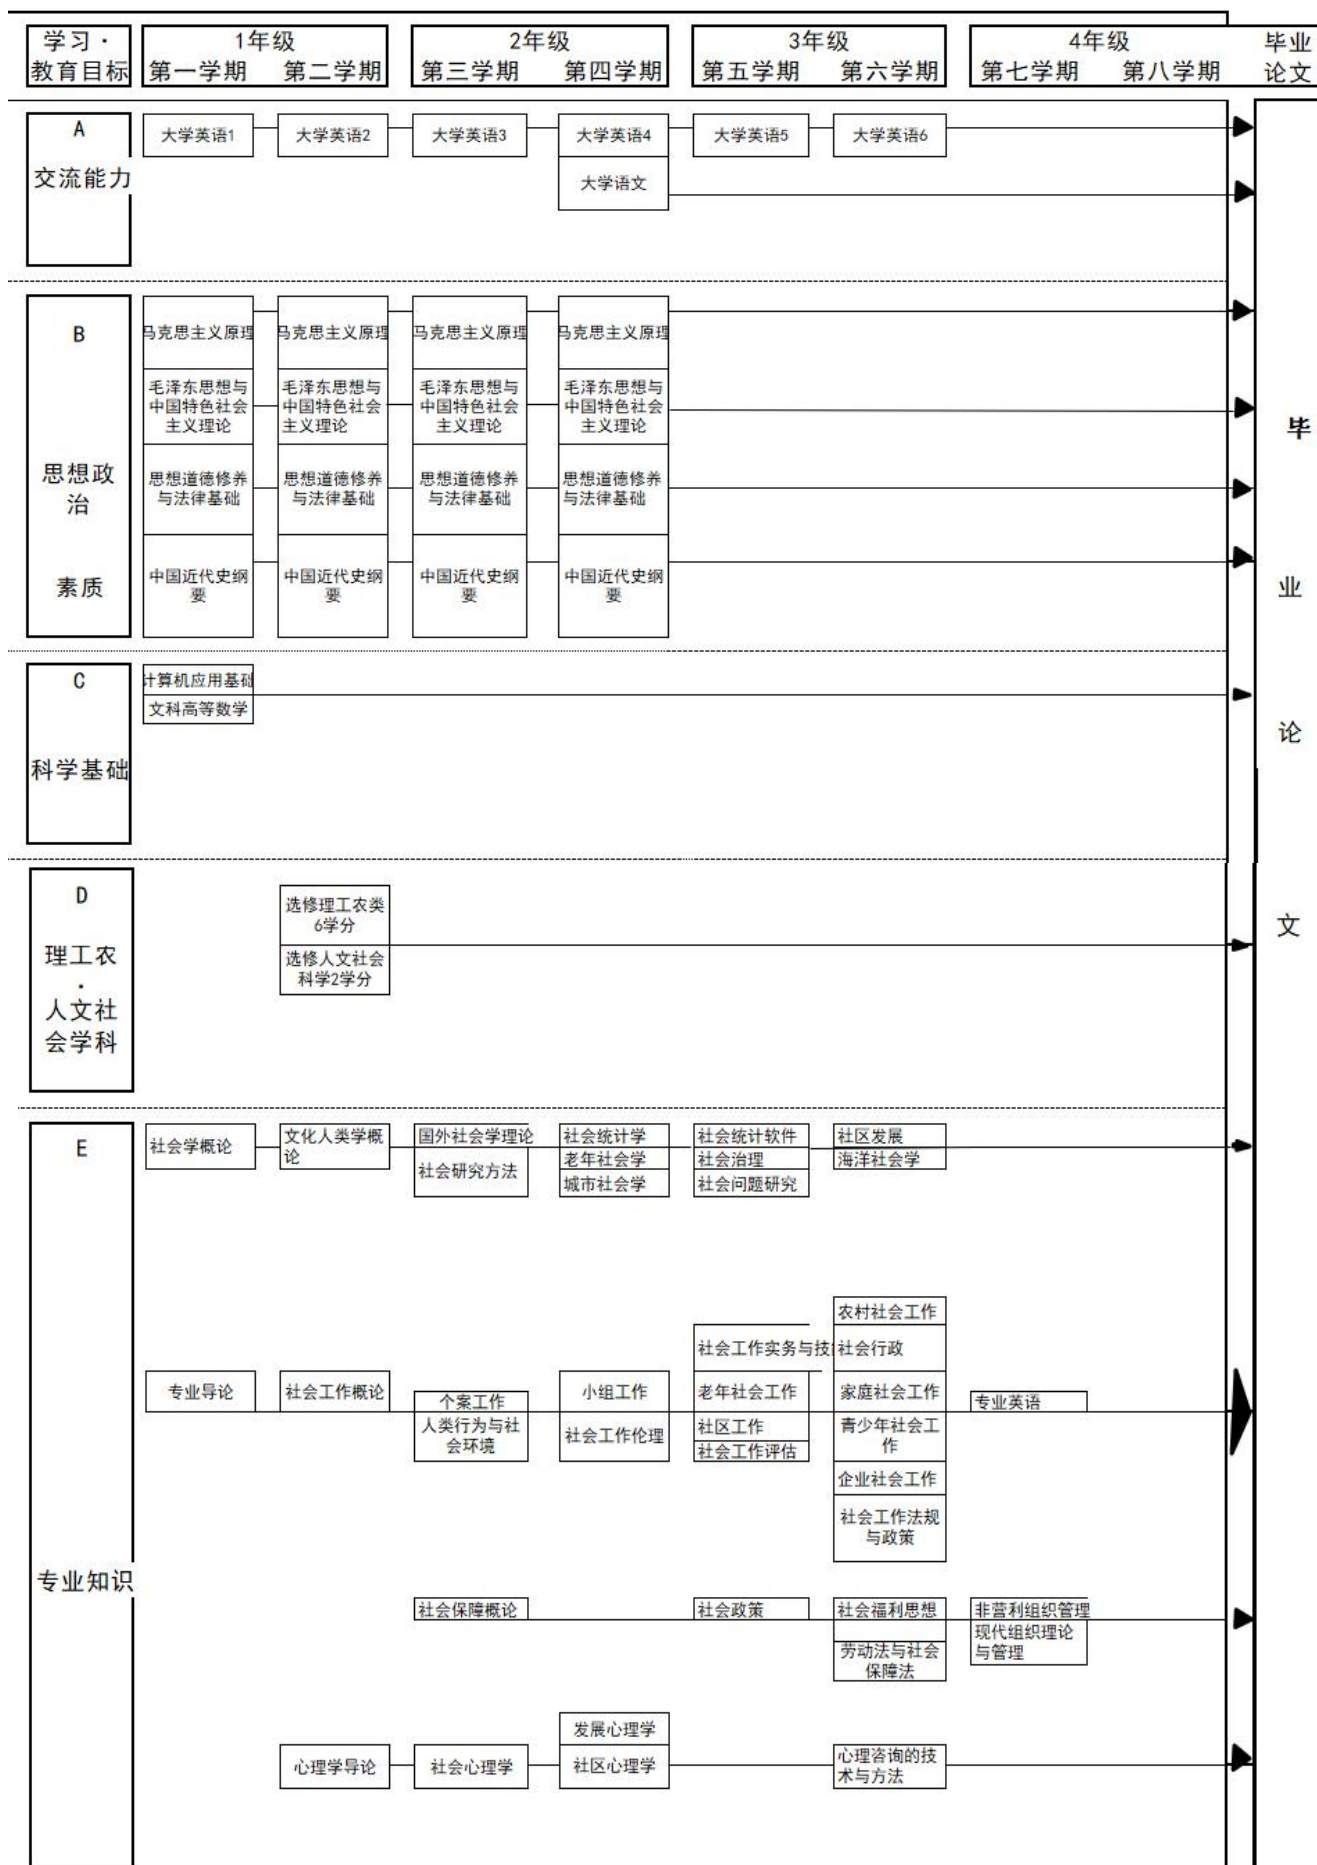 学习· 1年级 2年级 3年级 4年级 毕业
教育目标 第一学期 第二学期 第三学期 第四学期 第五学期 第六学期 第七学期 第八学期 论文
A
交流能力
大学英语1 大学英语2 大学英语3 大学英语4 大学英语5 大学英语6
大学语文
B
思想政
治
素质
马克思主义原理 马克思主义原理 马克思主义原理 马克思主义原理
毛泽东思想与 毛泽东思想与 毛泽东思想与 毛泽东思想与
中国特色社会 中国特色社会 中国特色社会 中国特色社会
主义理论 主义理论 主义理论 主义理论
思想道德修养 思想道德修养 思想道德修养 思想道德修养
与法律基础 与法律基础 与法律基础 与法律基础
中国近代史纲 中国近代史纲 中国近代史纲 中国近代史纲
要 要 要 要
C
科学基础
计算机应用基础
文科高等数学
D
理工农
·
人文社
会学科
选修理工农类
6学分
选修人文社会
科学2学分
E
专业知识
社会学概论
文化人类学概
论
国外社会学理论
社会研究方法
社会统计学
老年社会学
城市社会学
社会统计软件
社会治理
社会问题研究
社区发展
海洋社会学
专业导论
社会工作概论
个案工作
人类行为与社
会环境
小组工作
社会工作伦理
社会工作实务与技
老年社会工作
社区工作
社会工作评估
农村社会工作
社会行政
家庭社会工作
青少年社会工
作
企业社会工作
社会工作法规
与政策
专业英语
社会保障概论
社会政策
社会福利思想
劳动法与社会
保障法
非营利组织管理
现代组织理论
与管理
心理学导论
社会心理学
发展心理学
社区心理学
心理咨询的技
术与方法
毕
业
论
文